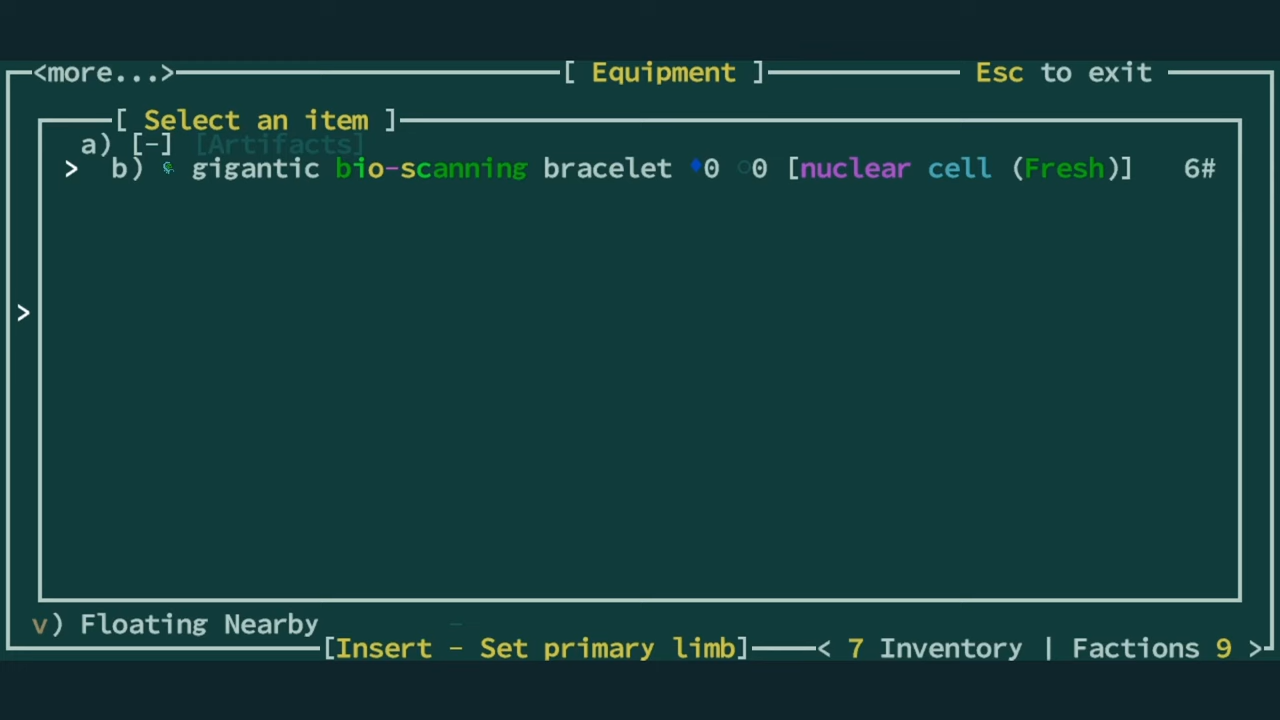 <more...> [ Equipment ] Esc to exit
[ Select an item ]
a) [-] [Artifacts]
> b) gigantic bio-scanning bracelet ♦0 ○0 [nuclear cell (Fresh)] 6#
>
v) Floating Nearby
[Insert - Set primary limb] < 7 Inventory | Factions 9 >